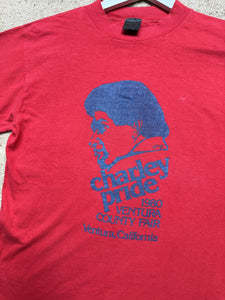 charley
pride
1980
VENTURA
COUNTY FAIR
Ventura, California